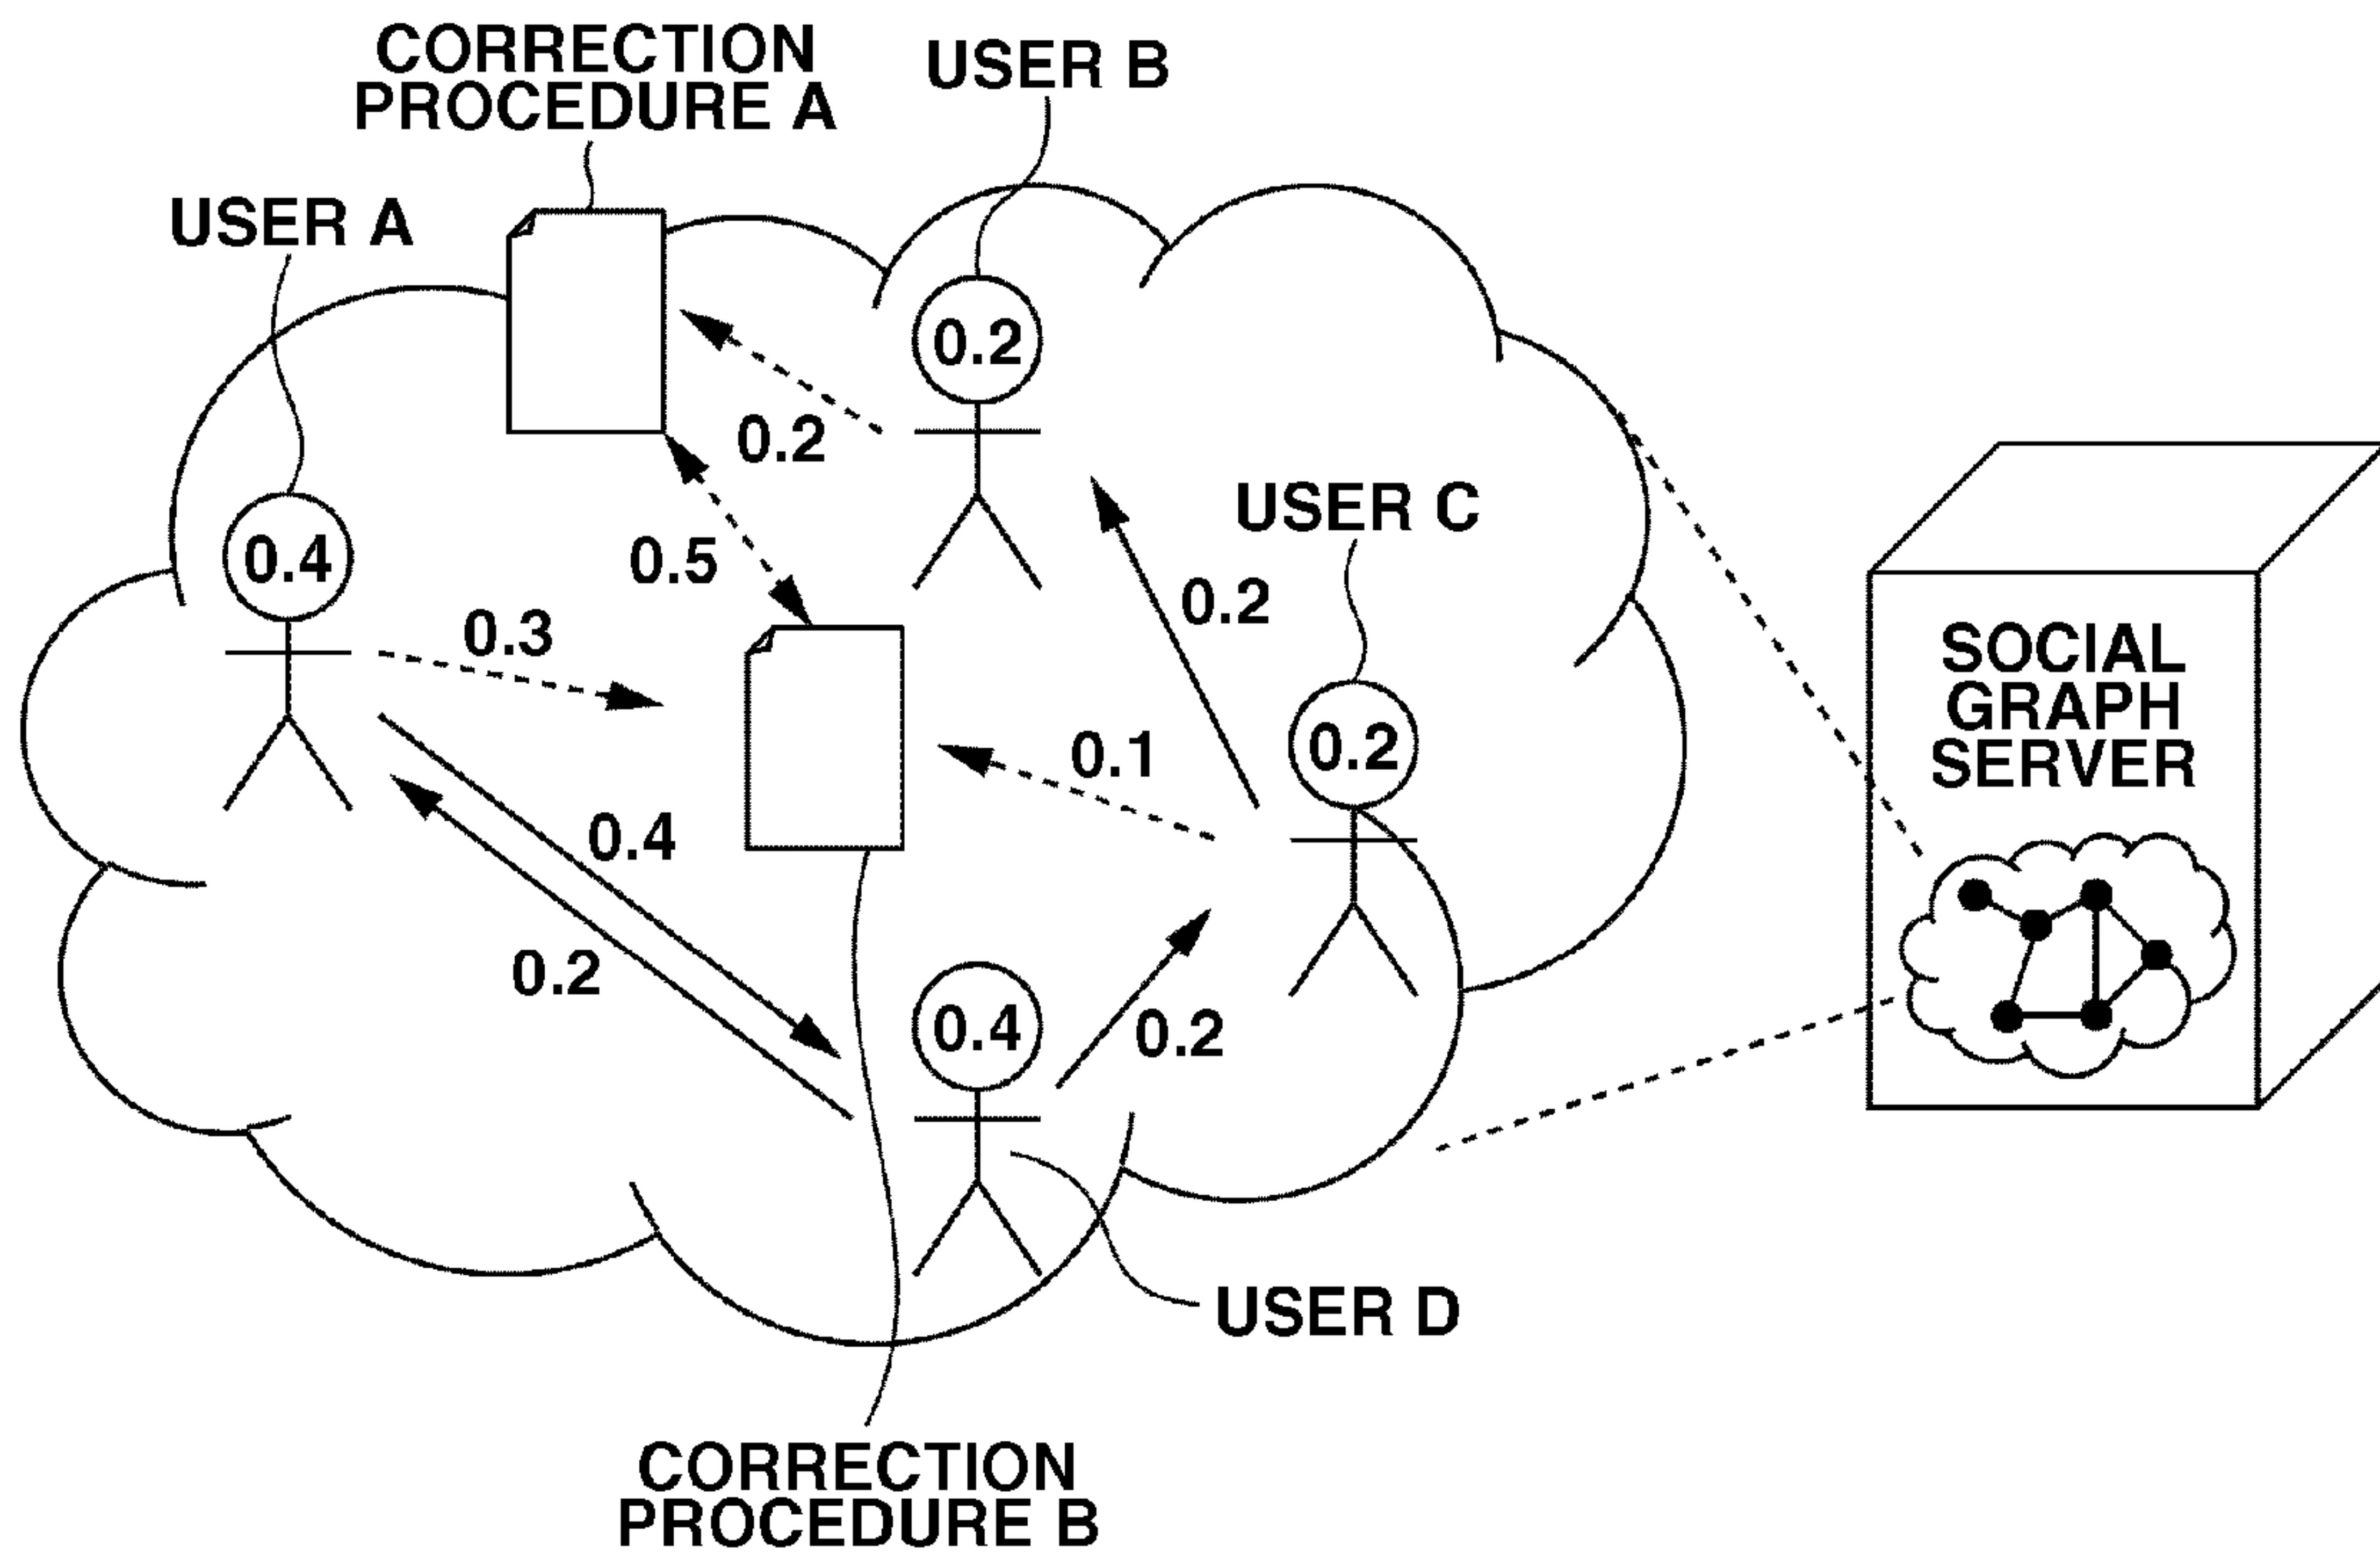 CORRECTION
PROCEDURE A
USER B
USER A
0.2
0.2
0.5
USER C
0.4
0.2
0.3
SOCIAL
GRAPH
SERVER
0.1
0.2
0.4
0.2
0.4
0.2
USER D
CORRECTION
PROCEDURE B